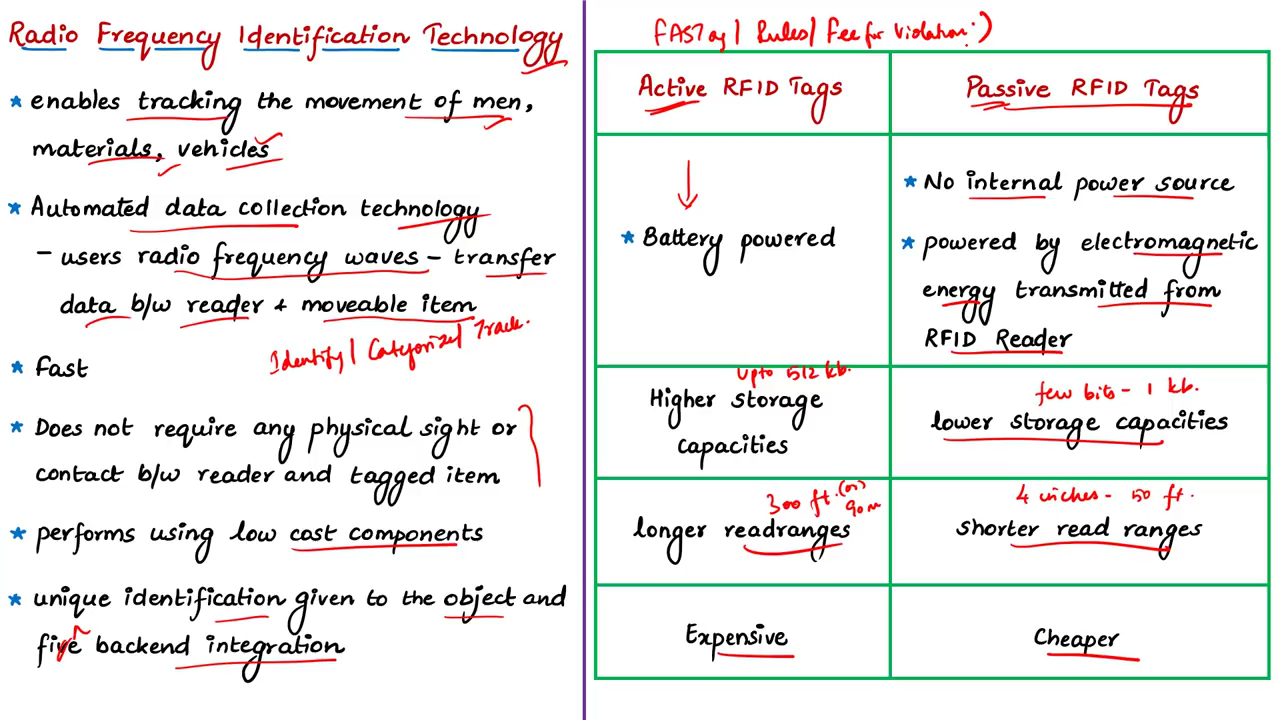 Radio Frequency Identification Technology
* enables tracking the movement of men,
materials, vehicles
* Automated data collection technology
- users radio frequency waves - transfer
data b/w reader + moveable item
Identify / Categorize / Track.
* fast
* Does not require any physical sight or
contact b/w reader and tagged item
* performs using low cost components
* unique identification given to the object and
backend integration
FASTag / Rules / Fee for Violation :)
Active RFID Tags
Passive RFID Tags
* Battery powered
* No internal power source
* powered by electromagnetic
energy transmitted from
RFID Reader
upto 512 kb.
Higher storage
capacities
few bits - 1 kb.
lower storage capacities
300 ft. (or)
90m
longer readranges
4 inches - 50 ft.
shorter read ranges
Expensive
Cheaper